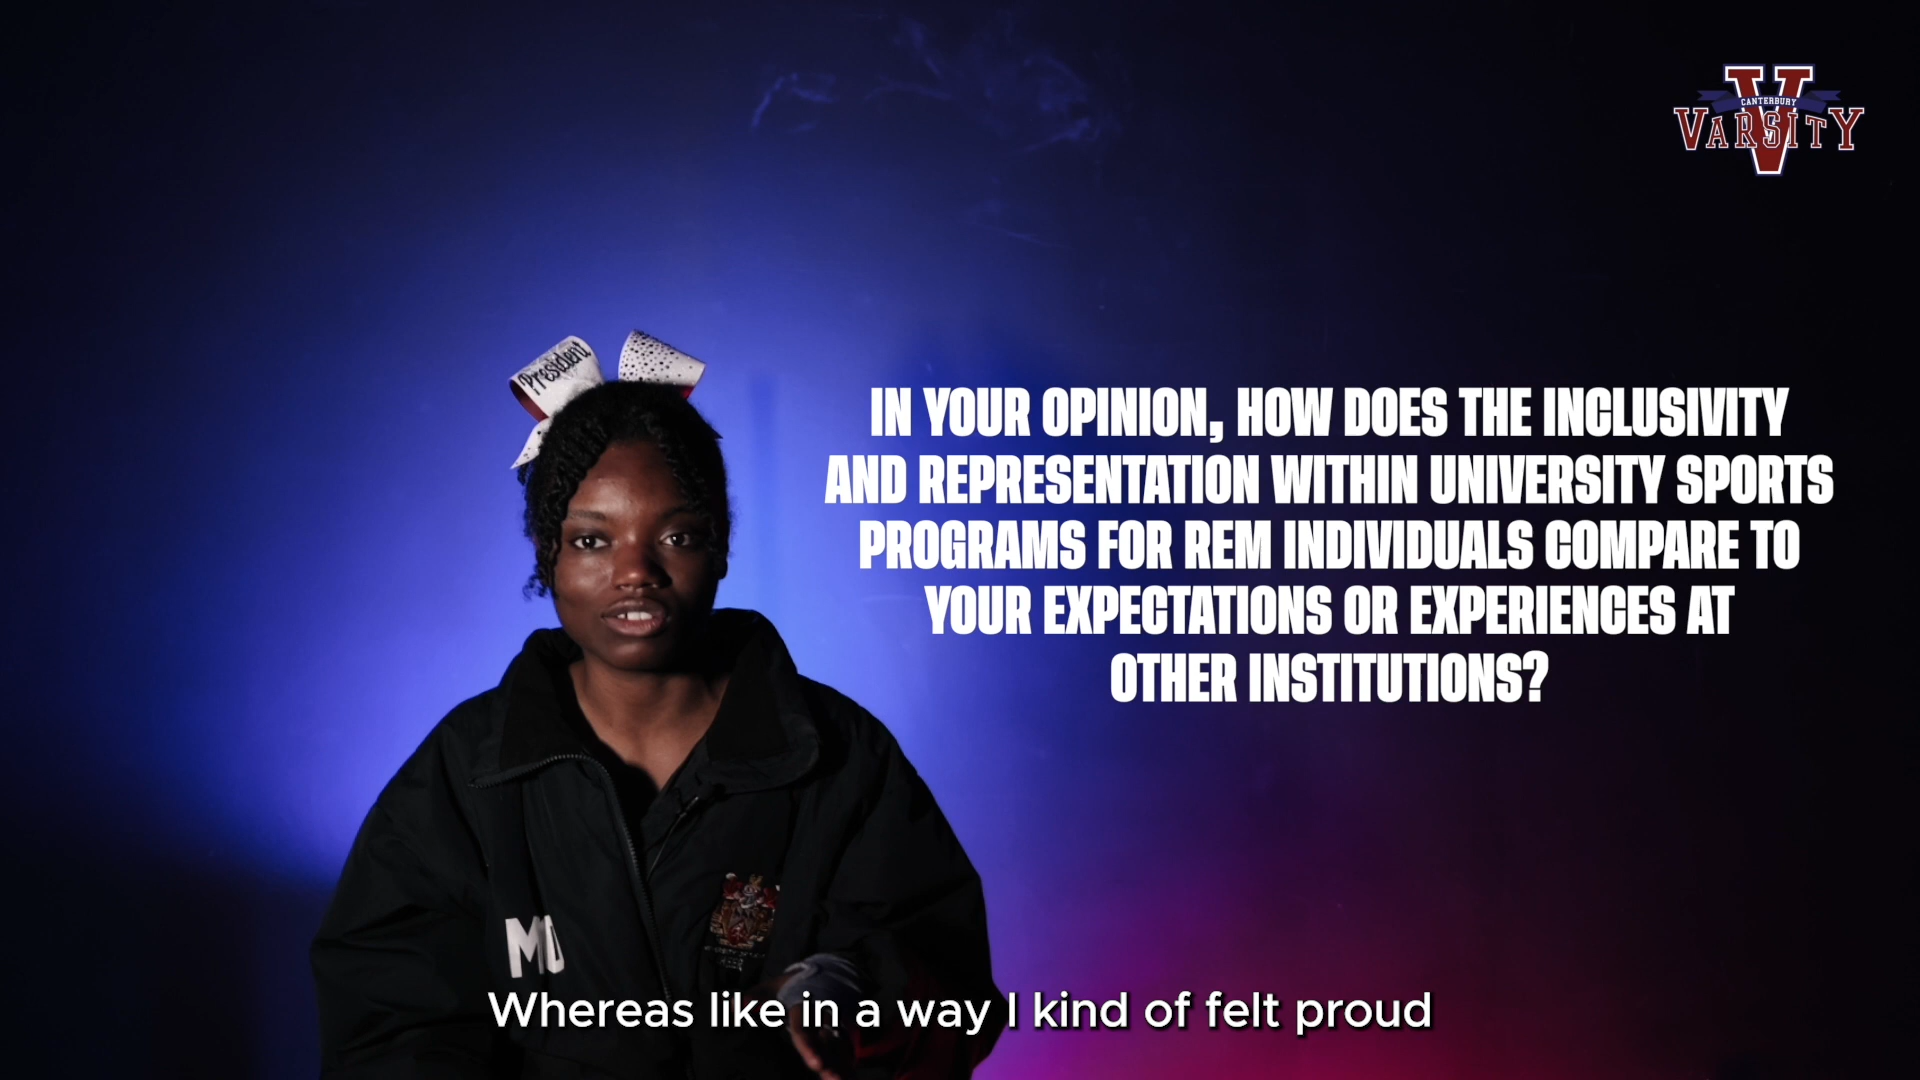 CANTERBURY
VARSITY
President
IN YOUR OPINION, HOW DOES THE INCLUSIVITY
AND REPRESENTATION WITHIN UNIVERSITY SPORTS
PROGRAMS FOR REM INDIVIDUALS COMPARE TO
YOUR EXPECTATIONS OR EXPERIENCES AT
OTHER INSTITUTIONS?
Whereas like in a way I kind of felt proud